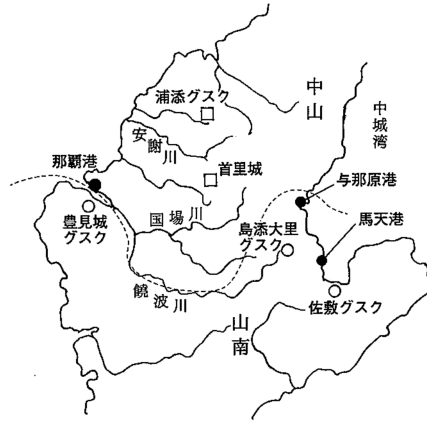 浦添グスク
中山
中城湾
安謝川
那覇港
首里城
与那原港
国場川
豊見城
グスク
島添大里
グスク
馬天港
饒波川
山南
佐敷グスク